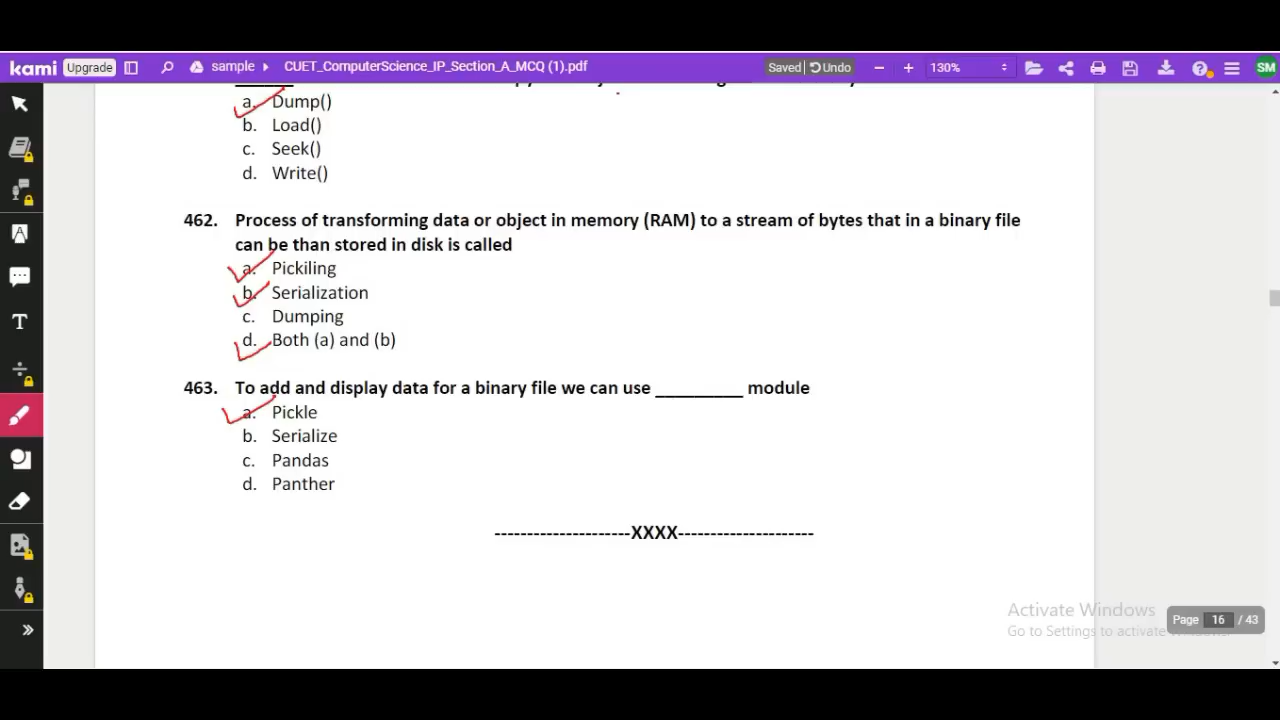 kami Upgrade sample CUET_ComputerScience_IP_Section_A_MCQ (1).pdf Saved Undo − + 130% SM
a. Dump()
b. Load()
c. Seek()
d. Write()
462. Process of transforming data or object in memory (RAM) to a stream of bytes that in a binary file
can be than stored in disk is called
a. Pickiling
b. Serialization
c. Dumping
d. Both (a) and (b)
463. To add and display data for a binary file we can use _________ module
a. Pickle
b. Serialize
c. Pandas
d. Panther
---------------------XXXX---------------------
Activate Windows
Go to Settings to activate Windows.
Page 16 / 43